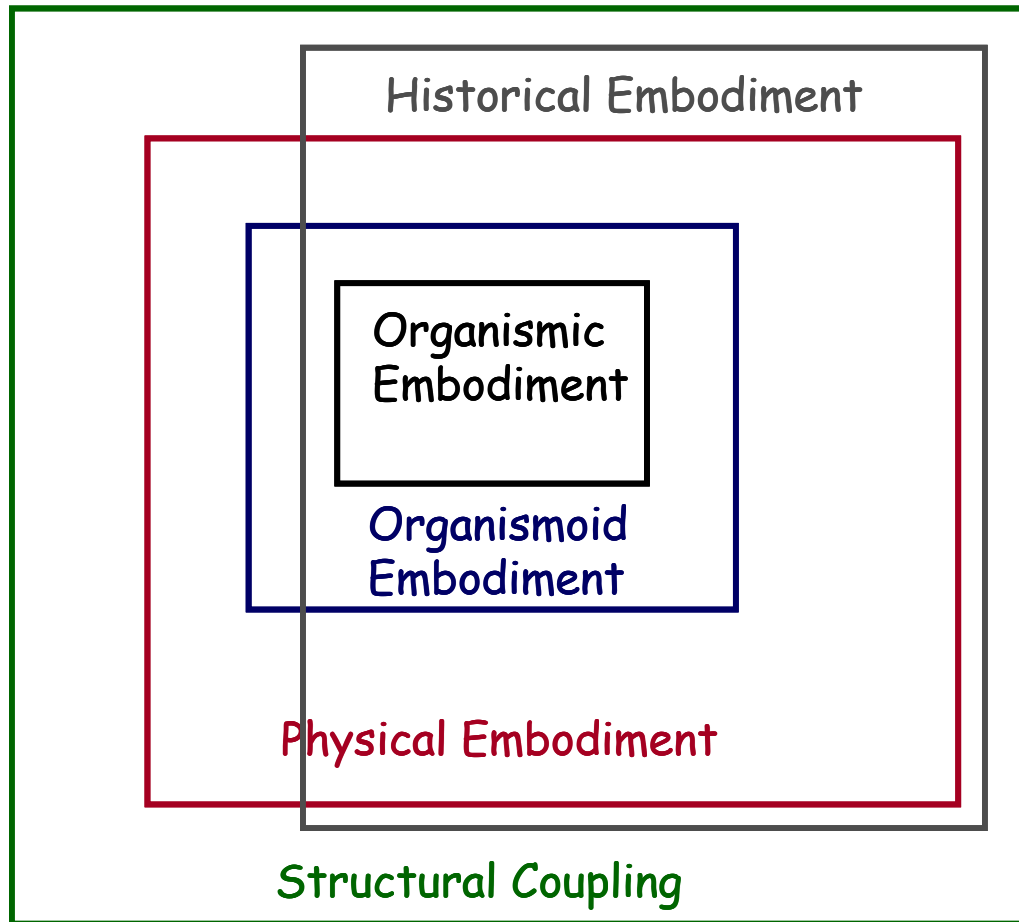 Historical Embodiment
Organismic
Embodiment
Organismoid
Embodiment
Physical Embodiment
Structural Coupling